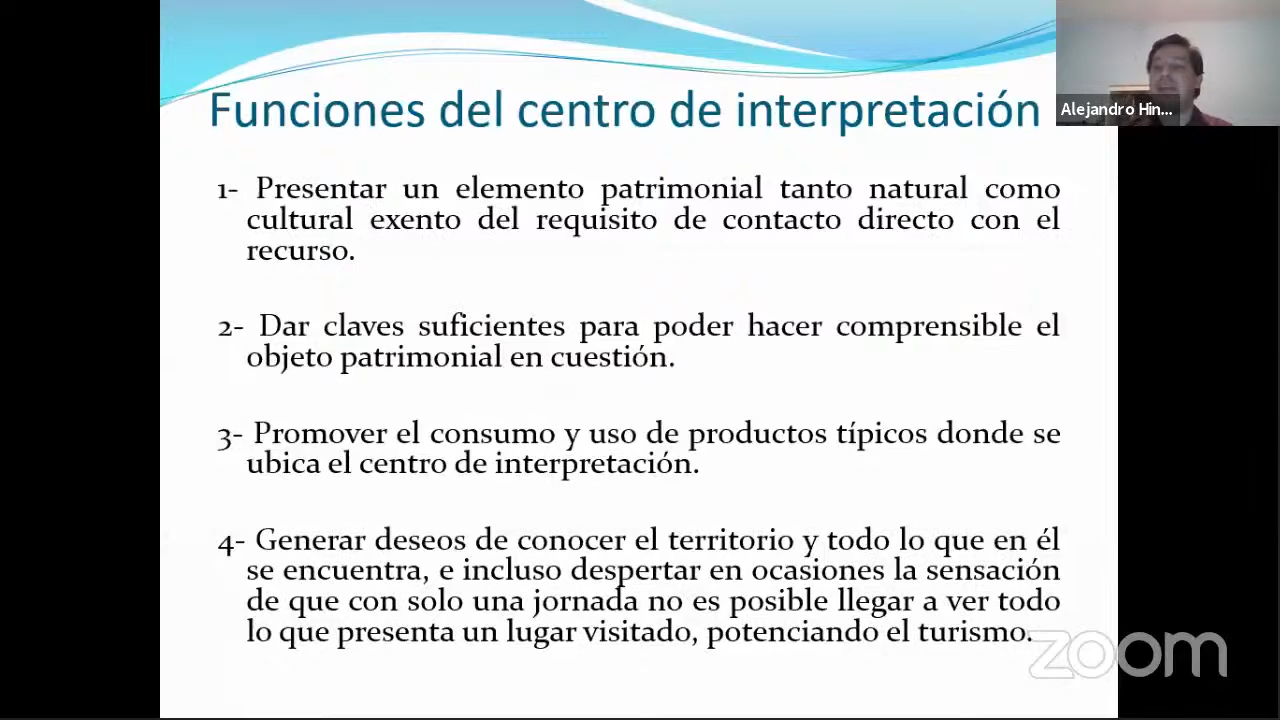 Funciones del centro de interpretación
Alejandro Hin...
1- Presentar un elemento patrimonial tanto natural como
cultural exento del requisito de contacto directo con el
recurso.
2- Dar claves suficientes para poder hacer comprensible el
objeto patrimonial en cuestión.
3- Promover el consumo y uso de productos típicos donde se
ubica el centro de interpretación.
4- Generar deseos de conocer el territorio y todo lo que en él
se encuentra, e incluso despertar en ocasiones la sensación
de que con solo una jornada no es posible llegar a ver todo
lo que presenta un lugar visitado, potenciando el turismo.
zoom